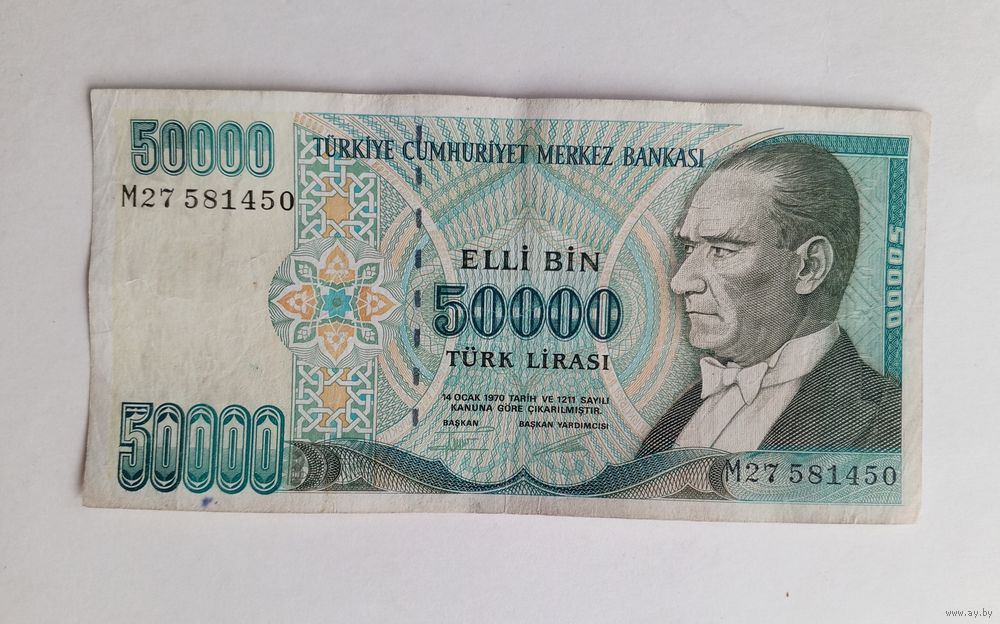 50000
TÜRKİYE CUMHURİYET MERKEZ BANKASI
M27 581450
ELLİ BİN
50000
TÜRK LİRASI
50000
14 OCAK 1970 TARİH VE 1211 SAYILI
KANUNA GÖRE ÇIKARILMIŞTIR.
BAŞKAN BAŞKAN YARDIMCISI
50000
M27 581450
www.ay.by